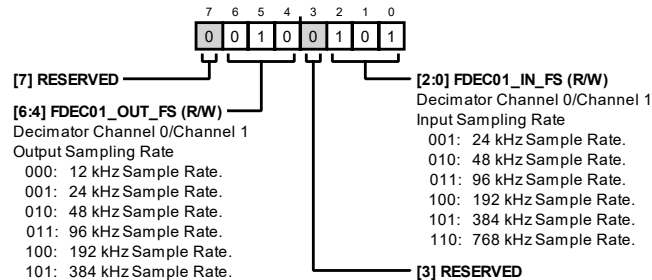 7 6 5 4 3 2 1 0
0 0 1 0 0 1 0 1
[7] RESERVED
[6:4] FDEC01_OUT_FS (R/W)
Decimator Channel 0/Channel 1
Output Sampling Rate
000: 12 kHz Sample Rate.
001: 24 kHz Sample Rate.
010: 48 kHz Sample Rate.
011: 96 kHz Sample Rate.
100: 192 kHz Sample Rate.
101: 384 kHz Sample Rate.
[2:0] FDEC01_IN_FS (R/W)
Decimator Channel 0/Channel 1
Input Sampling Rate
001: 24 kHz Sample Rate.
010: 48 kHz Sample Rate.
011: 96 kHz Sample Rate.
100: 192 kHz Sample Rate.
101: 384 kHz Sample Rate.
110: 768 kHz Sample Rate.
[3] RESERVED